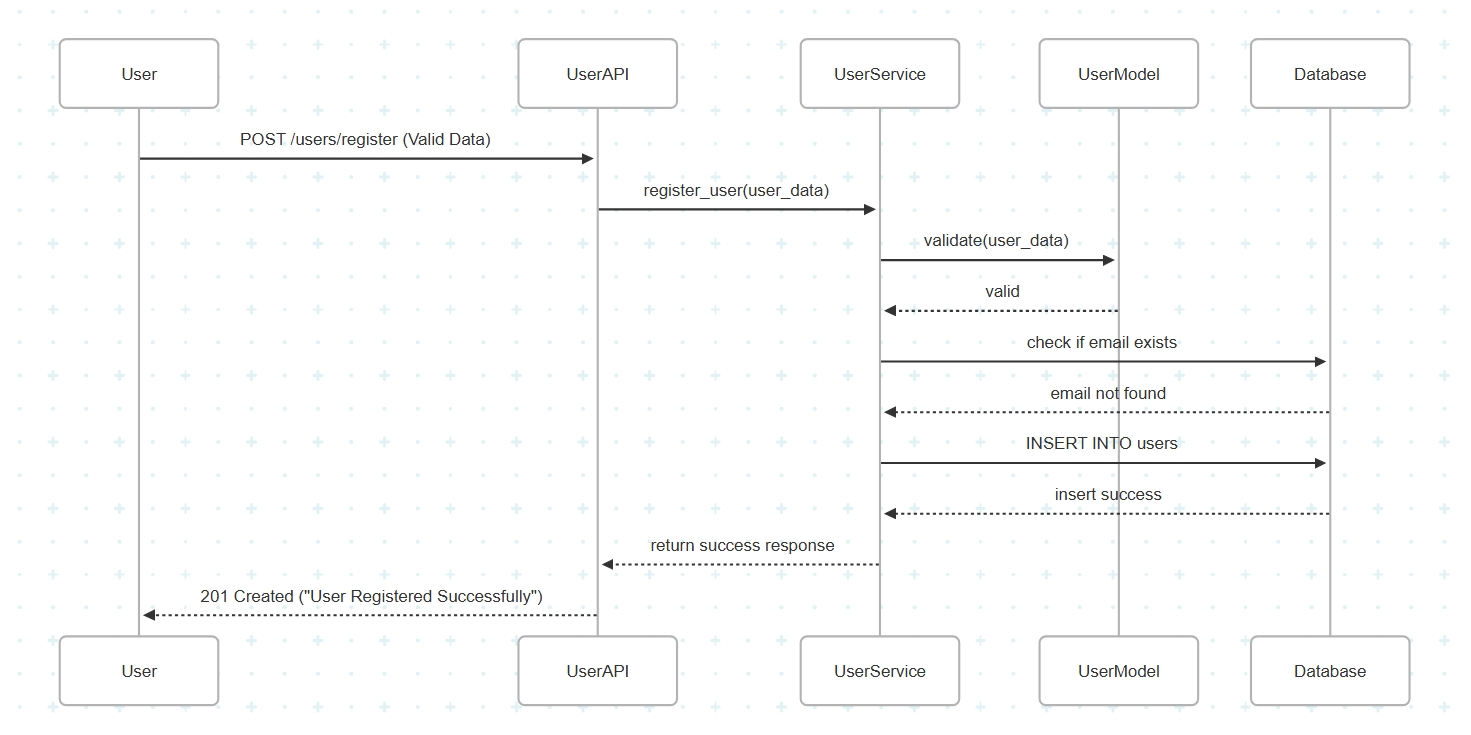 User
UserAPI
UserService
UserModel
Database
POST /users/register (Valid Data)
register_user(user_data)
validate(user_data)
valid
check if email exists
email not found
INSERT INTO users
insert success
return success response
201 Created ("User Registered Successfully")
User
UserAPI
UserService
UserModel
Database